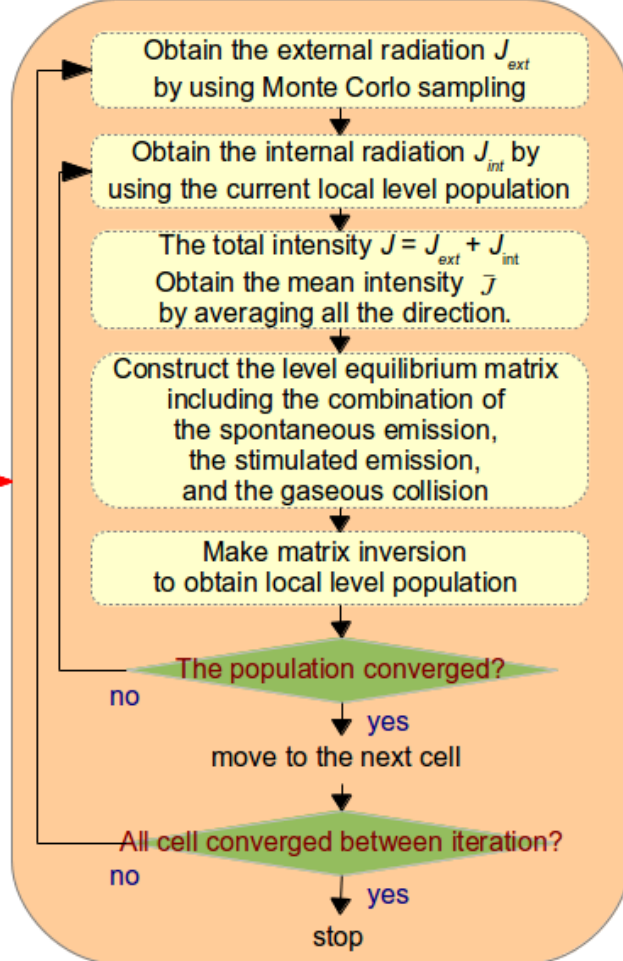 Obtain the external radiation J_ext
by using Monte Corlo sampling
Obtain the internal radiation J_int by
using the current local level population
The total intensity J = J_ext + J_int
Obtain the mean intensity J̄
by averaging all the direction.
Construct the level equilibrium matrix
including the combination of
the spontaneous emission,
the stimulated emission,
and the gaseous collision
Make matrix inversion
to obtain local level population
The population converged?
no
yes
move to the next cell
All cell converged between iteration?
no
yes
stop